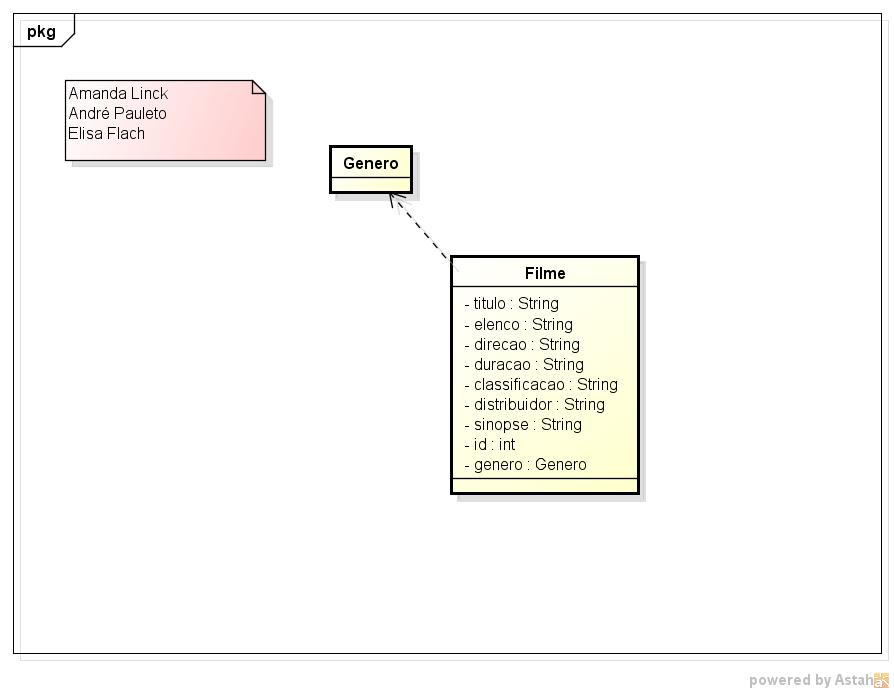 pkg
Amanda Linck
André Pauleto
Elisa Flach
Genero
Filme
- titulo : String
- elenco : String
- direcao : String
- duracao : String
- classificacao : String
- distribuidor : String
- sinopse : String
- id : int
- genero : Genero
powered by Astah